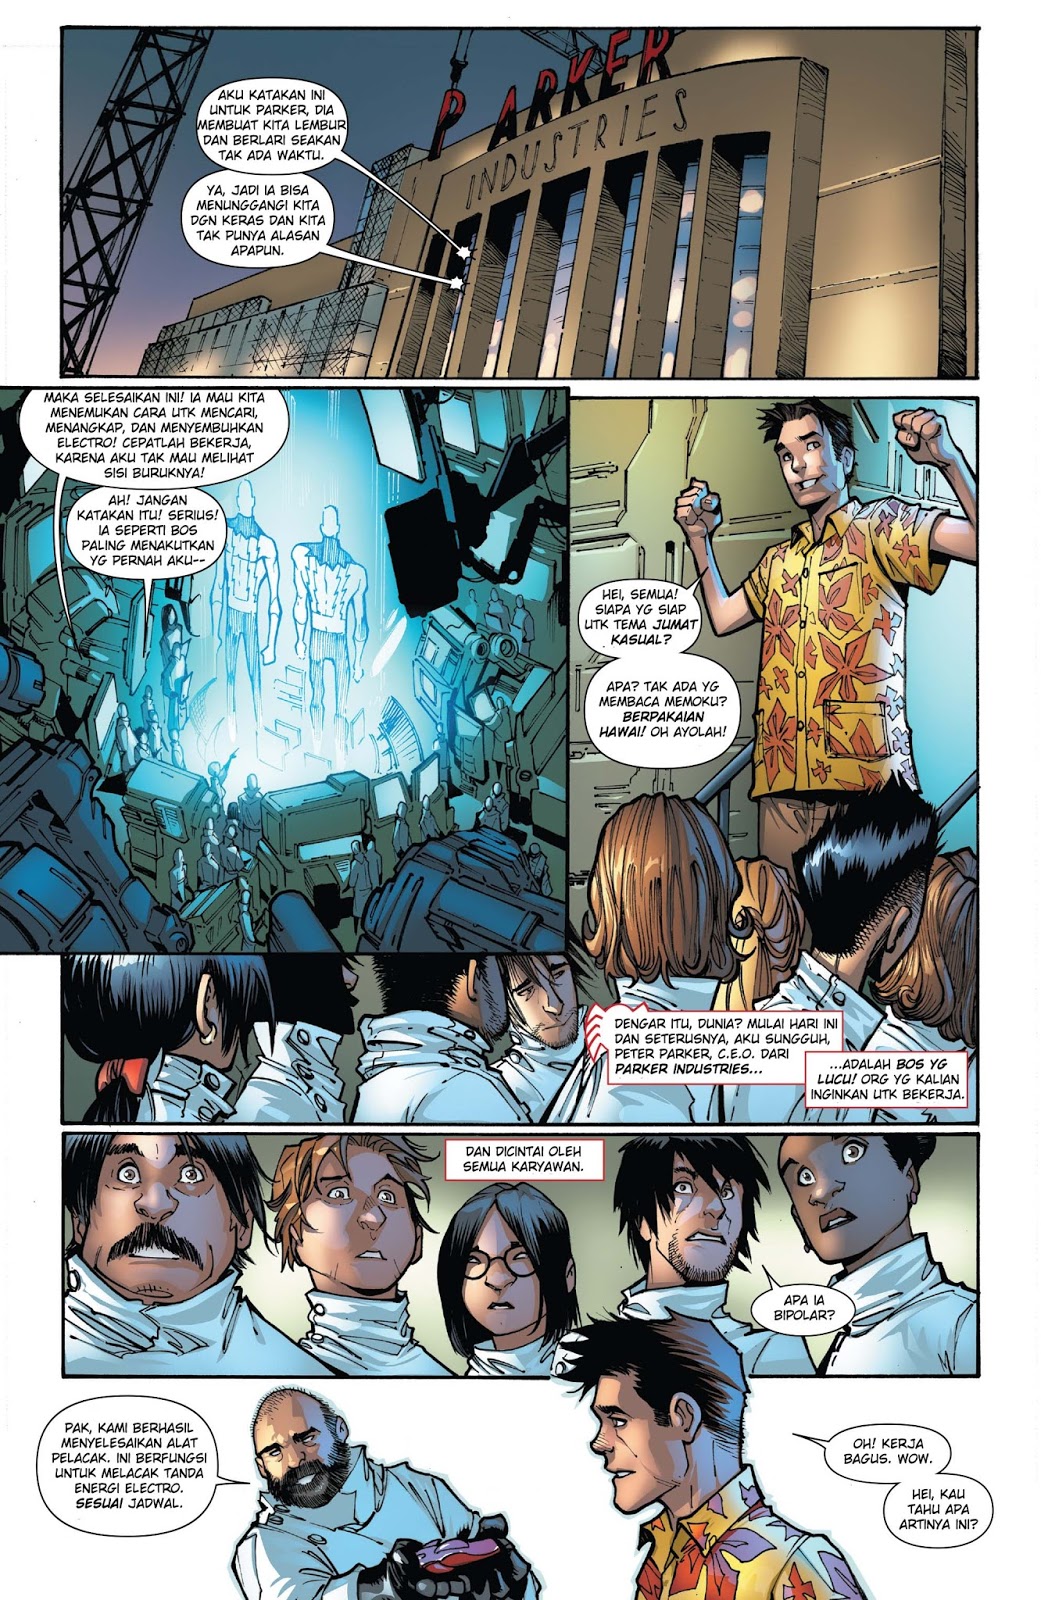 PARKER
INDUSTRIES
AKU KATAKAN INI
UNTUK PARKER, DIA
MEMBUAT KITA LEMBUR
DAN BERLARI SEAKAN
TAK ADA WAKTU.
YA, JADI IA BISA
MENUNGGANGI KITA
DGN KERAS DAN KITA
TAK PUNYA ALASAN
APAPUN.
MAKA SELESAIKAN INI! IA MAU KITA
MENEMUKAN CARA UTK MENCARI,
MENANGKAP, DAN MENYEMBUHKAN
ELECTRO! CEPATLAH BEKERJA,
KARENA AKU TAK MAU MELIHAT
SISI BURUKNYA!
AH! JANGAN
KATAKAN ITU! SERIUS!
IA SEPERTI BOS
PALING MENAKUTKAN
YG PERNAH AKU--
HEI, SEMUA!
SIAPA YG SIAP
UTK TEMA JUMAT
KASUAL?
APA? TAK ADA YG
MEMBACA MEMOKU?
BERPAKAIAN
HAWAI! OH AYOLAH!
DENGAR ITU, DUNIA? MULAI HARI INI
DAN SETERUSNYA, AKU SUNGGUH,
PETER PARKER, C.E.O. DARI
PARKER INDUSTRIES...
...ADALAH BOS YG
LUCU! ORG YG KALIAN
INGINKAN UTK BEKERJA.
DAN DICINTAI OLEH
SEMUA KARYAWAN.
APA IA
BIPOLAR?
PAK, KAMI BERHASIL
MENYELESAIKAN ALAT
PELACAK. INI BERFUNGSI
UNTUK MELACAK TANDA
ENERGI ELECTRO.
SESUAI JADWAL.
OH! KERJA
BAGUS. WOW.
HEI, KAU
TAHU APA
ARTINYA INI?